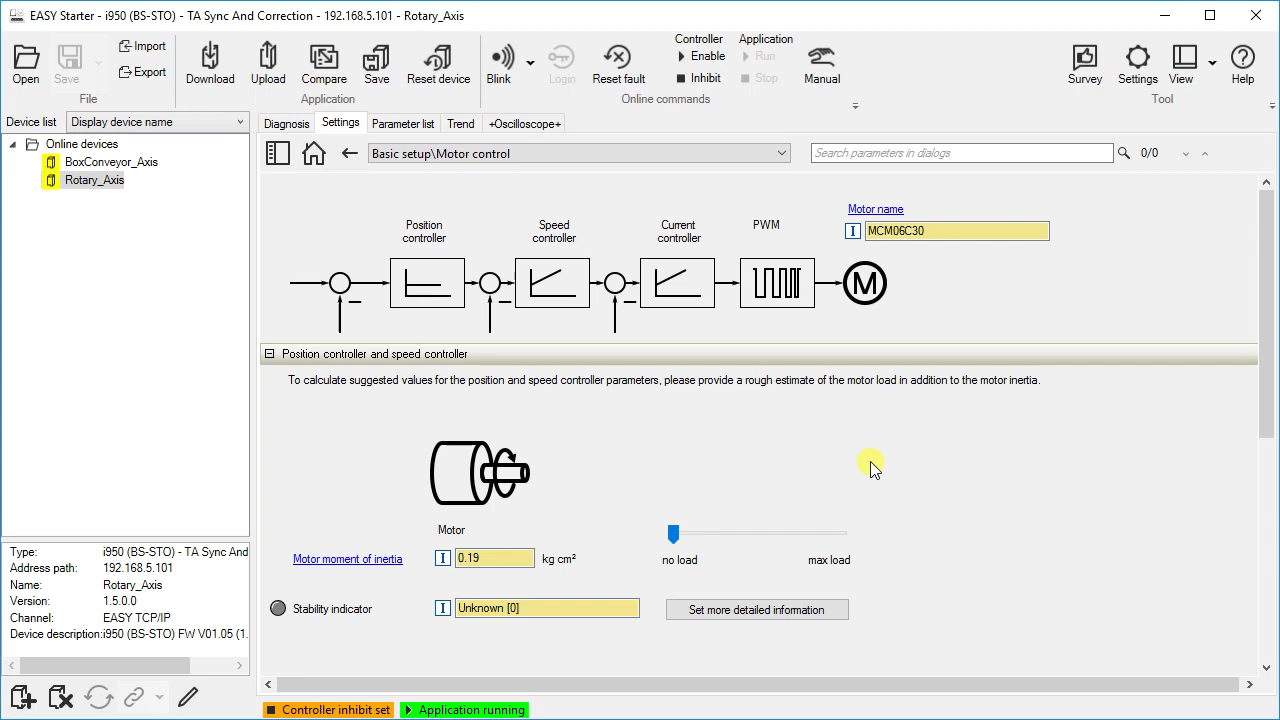 EASY Starter - i950 (BS-STO) - TA Sync And Correction - 192.168.5.101 - Rotary_Axis
Open
Save
Import
Export
File
Download
Upload
Compare
Save
Reset device
Application
Blink
Login
Reset fault
Controller
Enable
Inhibit
Application
Run
Stop
Manual
Online commands
Survey
Settings
View
Help
Tool
Device list
Display device name
Online devices
BoxConveyor_Axis
Rotary_Axis
Type: i950 (BS-STO) - TA Sync And
Address path: 192.168.5.101
Name: Rotary_Axis
Version: 1.5.0.0
Channel: EASY TCP/IP
Device description: i950 (BS-STO) FW V01.05 (1.
Diagnosis
Settings
Parameter list
Trend
+Oscilloscope+
Basic setup\Motor control
Search parameters in dialogs
0/0
Position
controller
Speed
controller
Current
controller
PWM
M
Motor name
I MCM06C30
Position controller and speed controller
To calculate suggested values for the position and speed controller parameters, please provide a rough estimate of the motor load in addition to the motor inertia.
Motor
Motor moment of inertia
I 0.19 kg cm²
no load
max load
Stability indicator
I Unknown [0]
Set more detailed information
Controller inhibit set
Application running